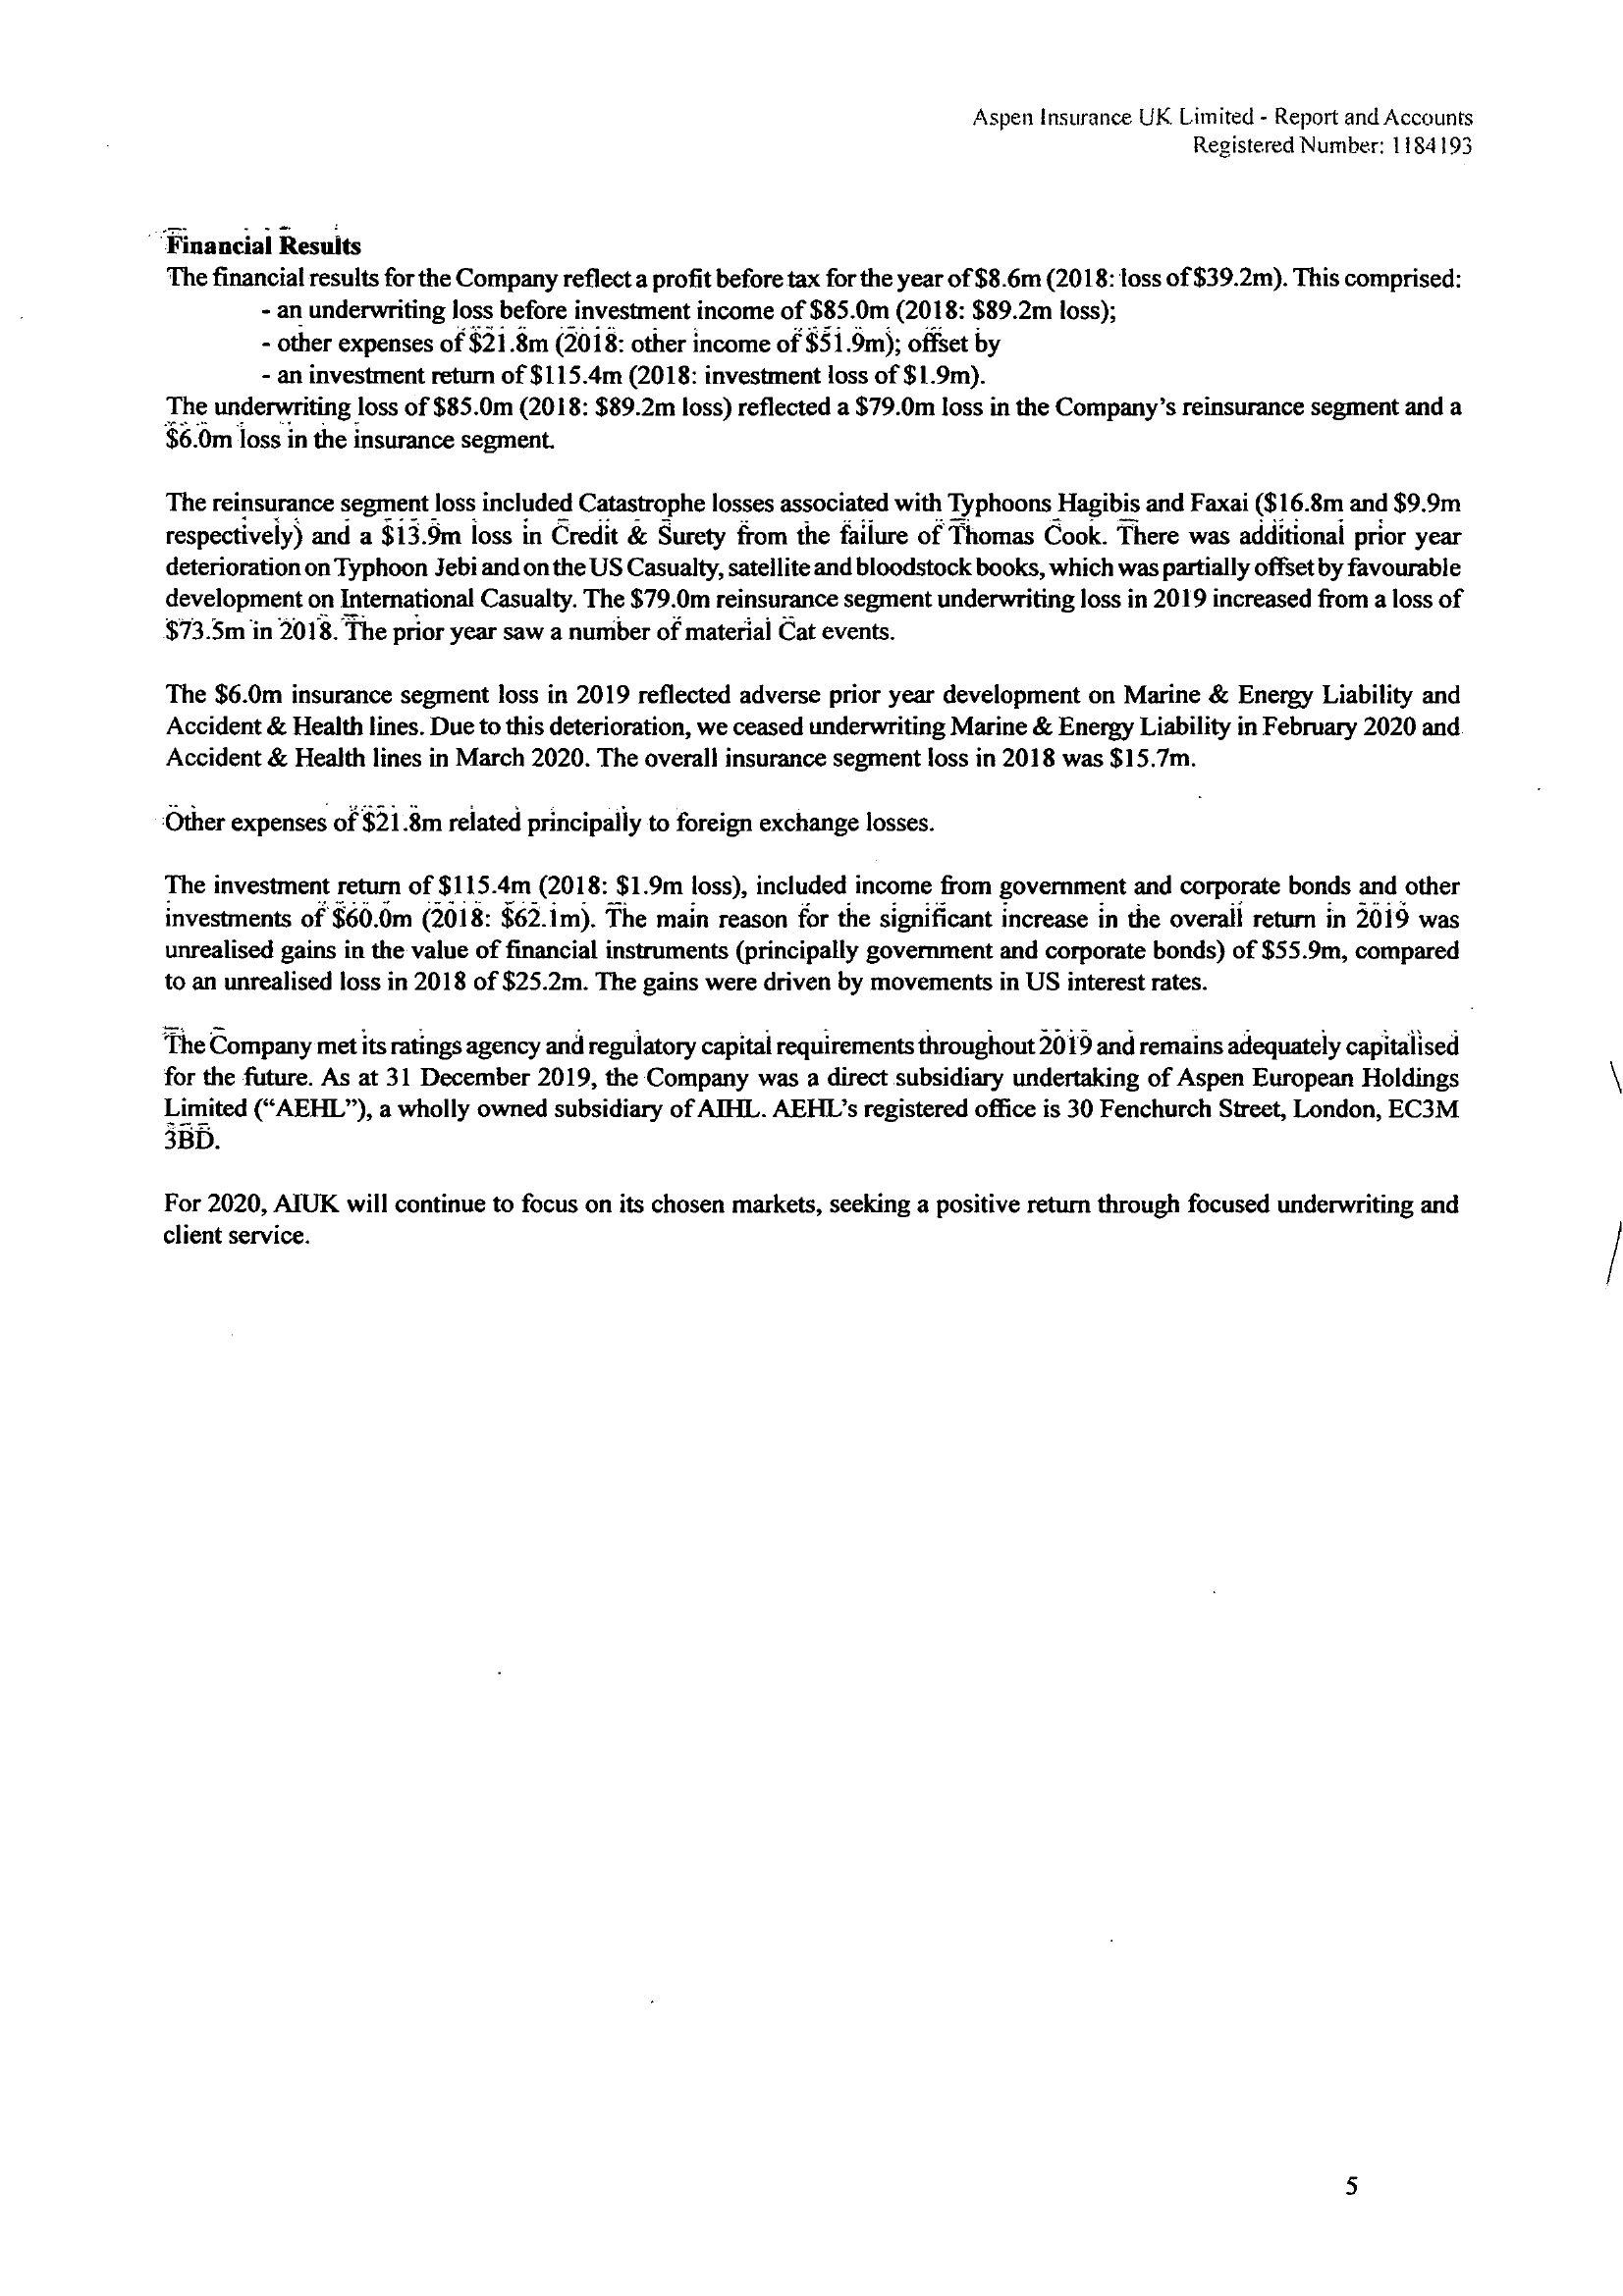 Aspen Insurance UK Limited - Report and Accounts
Registered Number: 1184193
Financial Results
The financial results for the Company reflect a profit before tax for the year of $8.6m (2018: loss of $39.2m). This comprised:
- an underwriting loss before investment income of $85.0m (2018: $89.2m loss);
- other expenses of $21.8m (2018: other income of $51.9m); offset by
- an investment return of $115.4m (2018: investment loss of $1.9m).
The underwriting loss of $85.0m (2018: $89.2m loss) reflected a $79.0m loss in the Company's reinsurance segment and a
$6.0m loss in the insurance segment.
The reinsurance segment loss included Catastrophe losses associated with Typhoons Hagibis and Faxai ($16.8m and $9.9m
respectively) and a $13.9m loss in Credit & Surety from the failure of Thomas Cook. There was additional prior year
deterioration on Typhoon Jebi and on the US Casualty, satellite and bloodstock books, which was partially offset by favourable
development on International Casualty. The $79.0m reinsurance segment underwriting loss in 2019 increased from a loss of
$73.5m in 2018. The prior year saw a number of material Cat events.
The $6.0m insurance segment loss in 2019 reflected adverse prior year development on Marine & Energy Liability and
Accident & Health lines. Due to this deterioration, we ceased underwriting Marine & Energy Liability in February 2020 and
Accident & Health lines in March 2020. The overall insurance segment loss in 2018 was $15.7m.
Other expenses of $21.8m related principally to foreign exchange losses.
The investment return of $115.4m (2018: $1.9m loss), included income from government and corporate bonds and other
investments of $60.0m (2018: $62.1m). The main reason for the significant increase in the overall return in 2019 was
unrealised gains in the value of financial instruments (principally government and corporate bonds) of $55.9m, compared
to an unrealised loss in 2018 of $25.2m. The gains were driven by movements in US interest rates.
The Company met its ratings agency and regulatory capital requirements throughout 2019 and remains adequately capitalised
for the future. As at 31 December 2019, the Company was a direct subsidiary undertaking of Aspen European Holdings
Limited ("AEHL"), a wholly owned subsidiary of AIHL. AEHL's registered office is 30 Fenchurch Street, London, EC3M
3BD.
For 2020, AIUK will continue to focus on its chosen markets, seeking a positive return through focused underwriting and
client service.
5